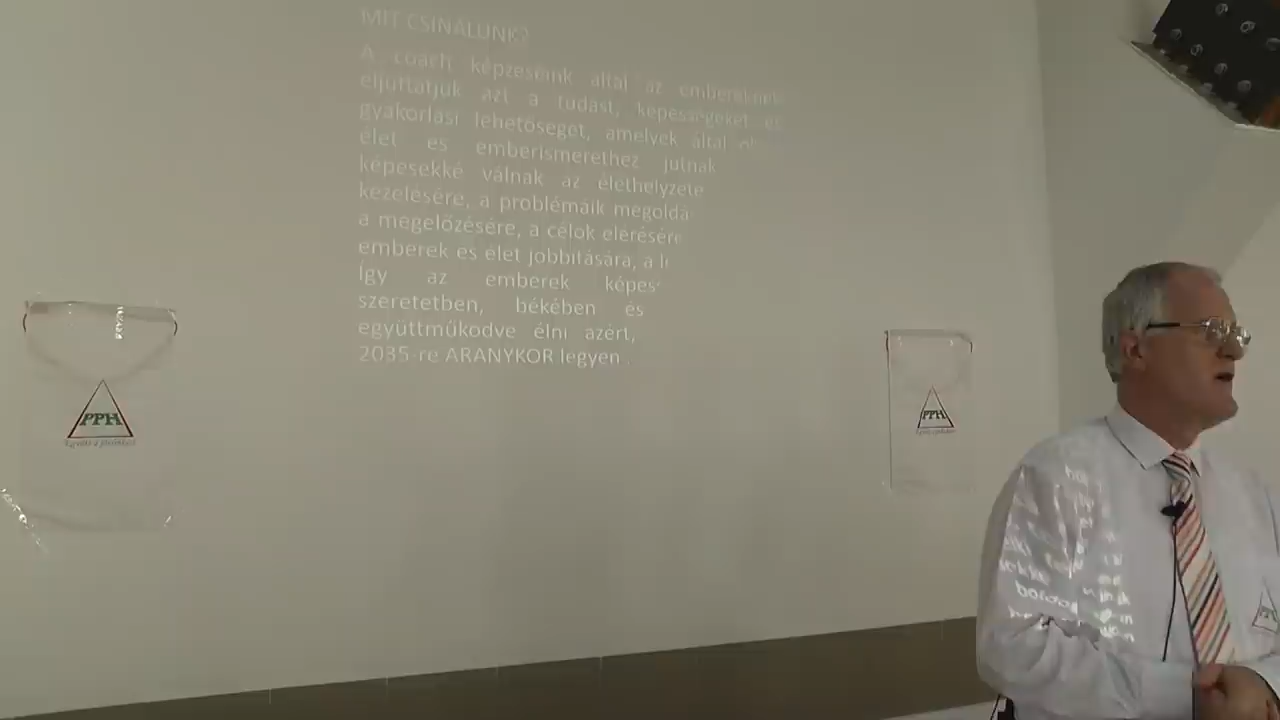 MIT CSINÁLUNK?
A coach képzéseink által az embereknek
eljuttatjuk azt a tudást, képességeket és
gyakorlási lehetőséget, amelyek által
élet és emberismerethez jutnak
képesekké válnak az élethelyzete
kezelésére, a problémáik megoldá
a megelőzésére, a célok elérésére
emberek és élet jobbítására, a
Így az emberek képes
szeretetben, békében és
együttműködve élni azért,
2035-re ARANYKOR legyen .
PPH
PPH